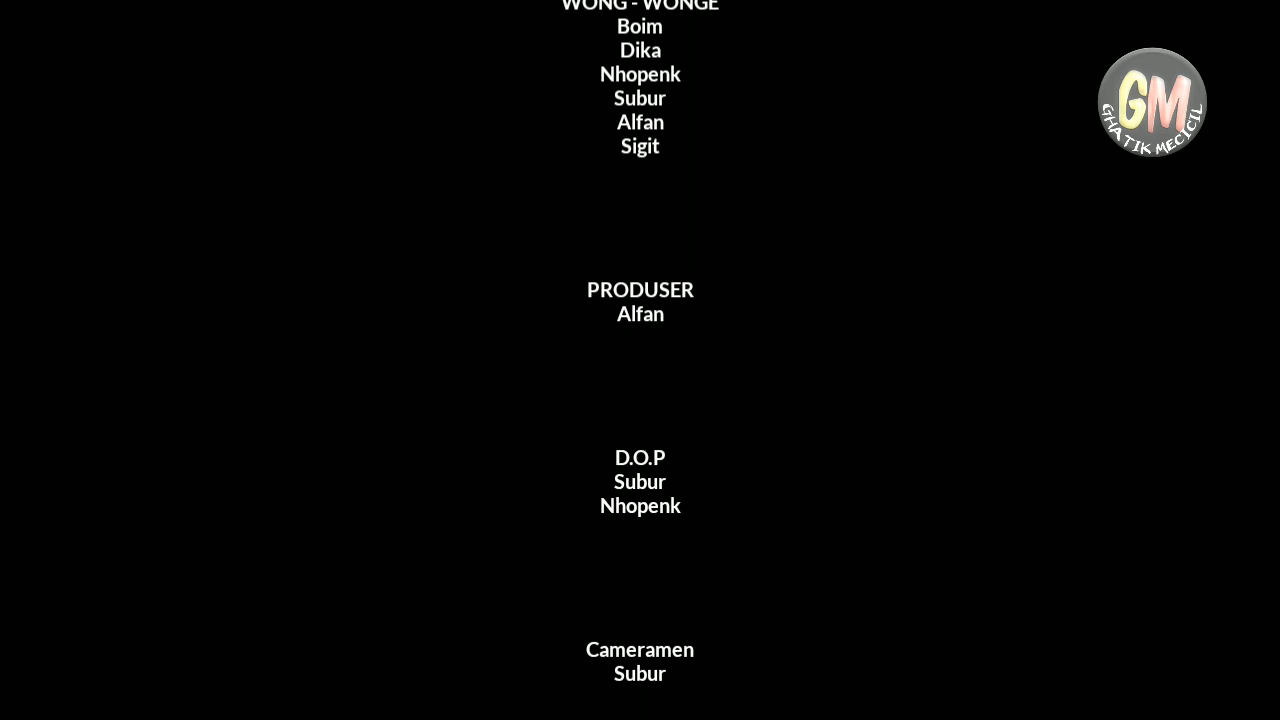 WONG - WONGE
Boim
Dika
Nhopenk
Subur
Alfan
Sigit
GM
GHATIK MECICIL
PRODUSER
Alfan
D.O.P
Subur
Nhopenk
Cameramen
Subur